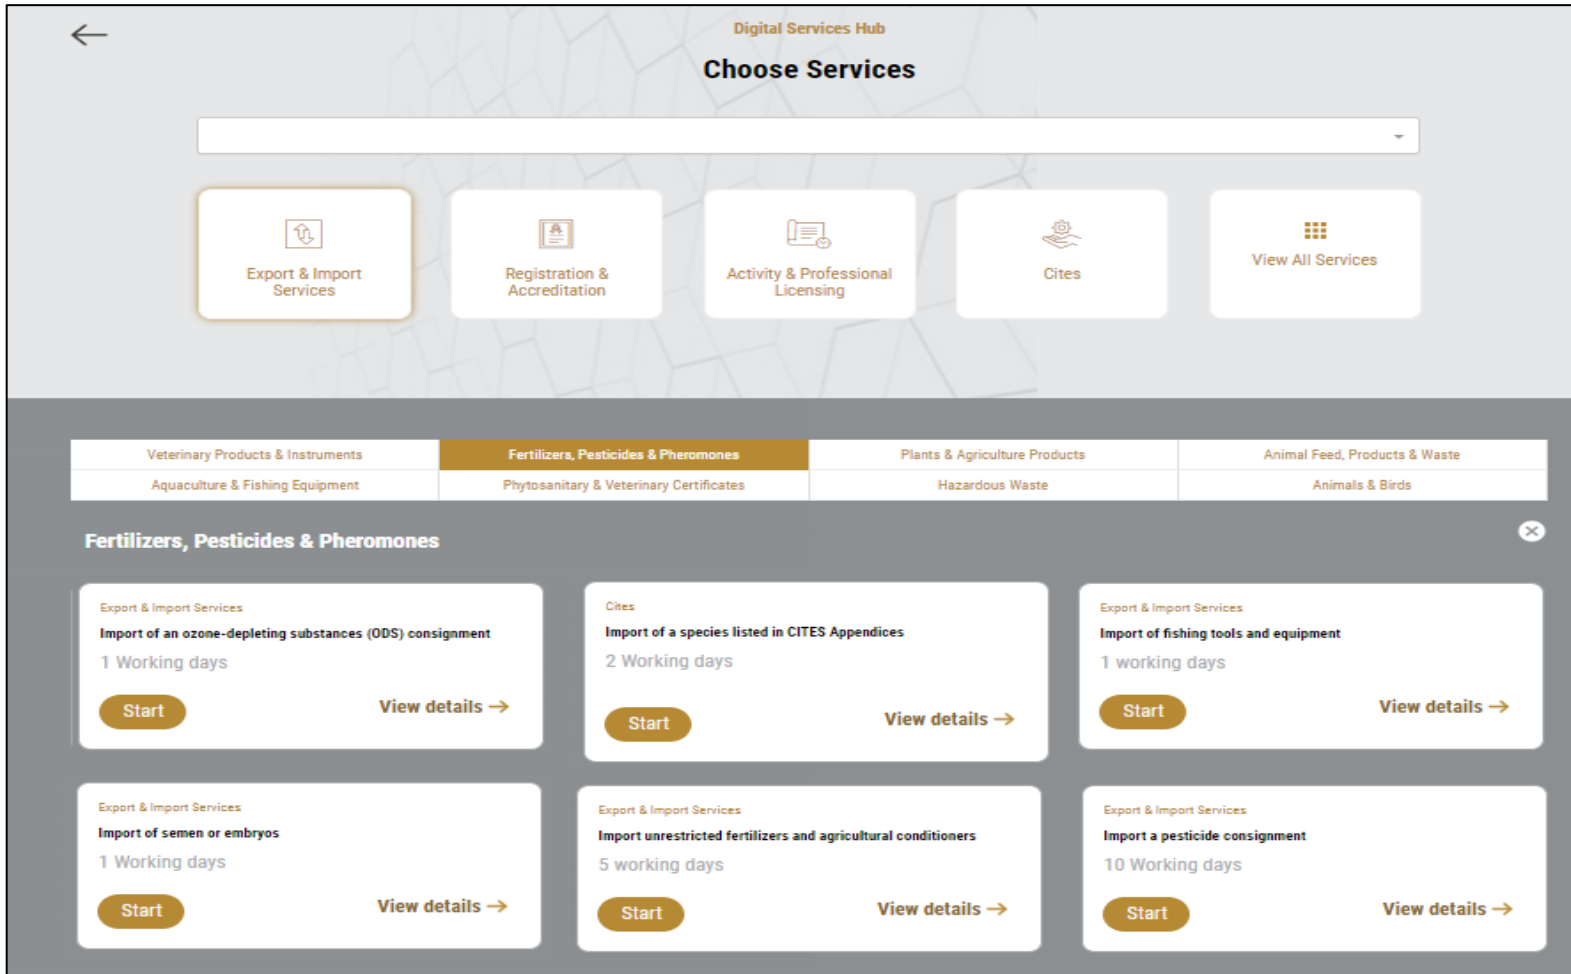 Digital Services Hub
Choose Services
Export & Import
Services
Registration &
Accreditation
Activity & Professional
Licensing
Cites
View All Services
Veterinary Products & Instruments
Fertilizers, Pesticides & Pheromones
Plants & Agriculture Products
Animal Feed, Products & Waste
Aquaculture & Fishing Equipment
Phytosanitary & Veterinary Certificates
Hazardous Waste
Animals & Birds
Fertilizers, Pesticides & Pheromones
Export & Import Services
Import of an ozone-depleting substances (ODS) consignment
1 Working days
Start
View details
Cites
Import of a species listed in CITES Appendices
2 Working days
Start
View details
Export & Import Services
Import of fishing tools and equipment
1 working days
Start
View details
Export & Import Services
Import of semen or embryos
1 Working days
Start
View details
Export & Import Services
Import unrestricted fertilizers and agricultural conditioners
5 working days
Start
View details
Export & Import Services
Import a pesticide consignment
10 Working days
Start
View details